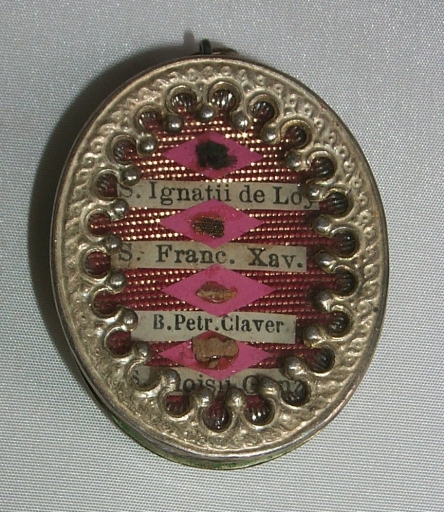 S. Ignatii de Loy
S. Franc. Xav.
B. Petr. Claver